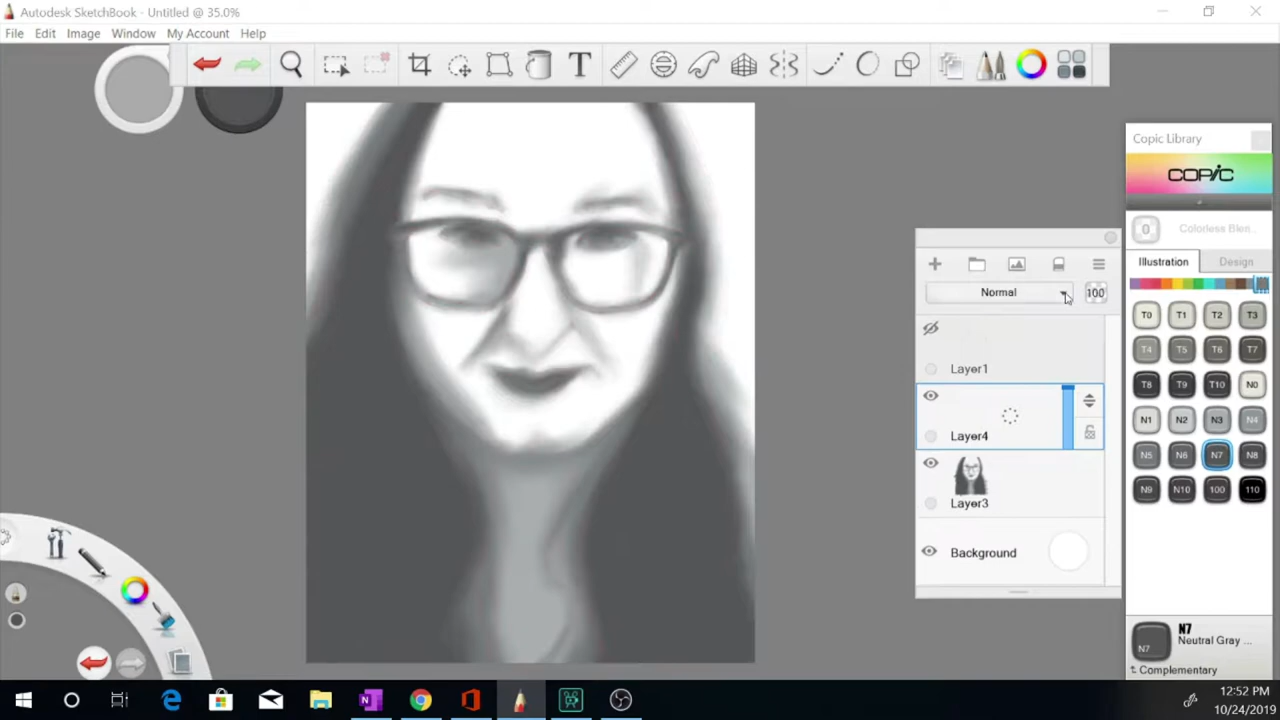 Autodesk SketchBook - Untitled @ 35.0%
File Edit Image Window My Account Help
T
Copic Library
COPIC
0 Colorless Blen...
Illustration Design
Normal 100
T0 T1 T2 T3
T4 T5 T6 T7
T8 T9 T10 N0
N1 N2 N3 N4
N5 N6 N7 N8
N9 N10 100 110
Layer1
Layer4
Layer3
Background
N7
N7
Neutral Gray ...
Complementary
12:52 PM
10/24/2019